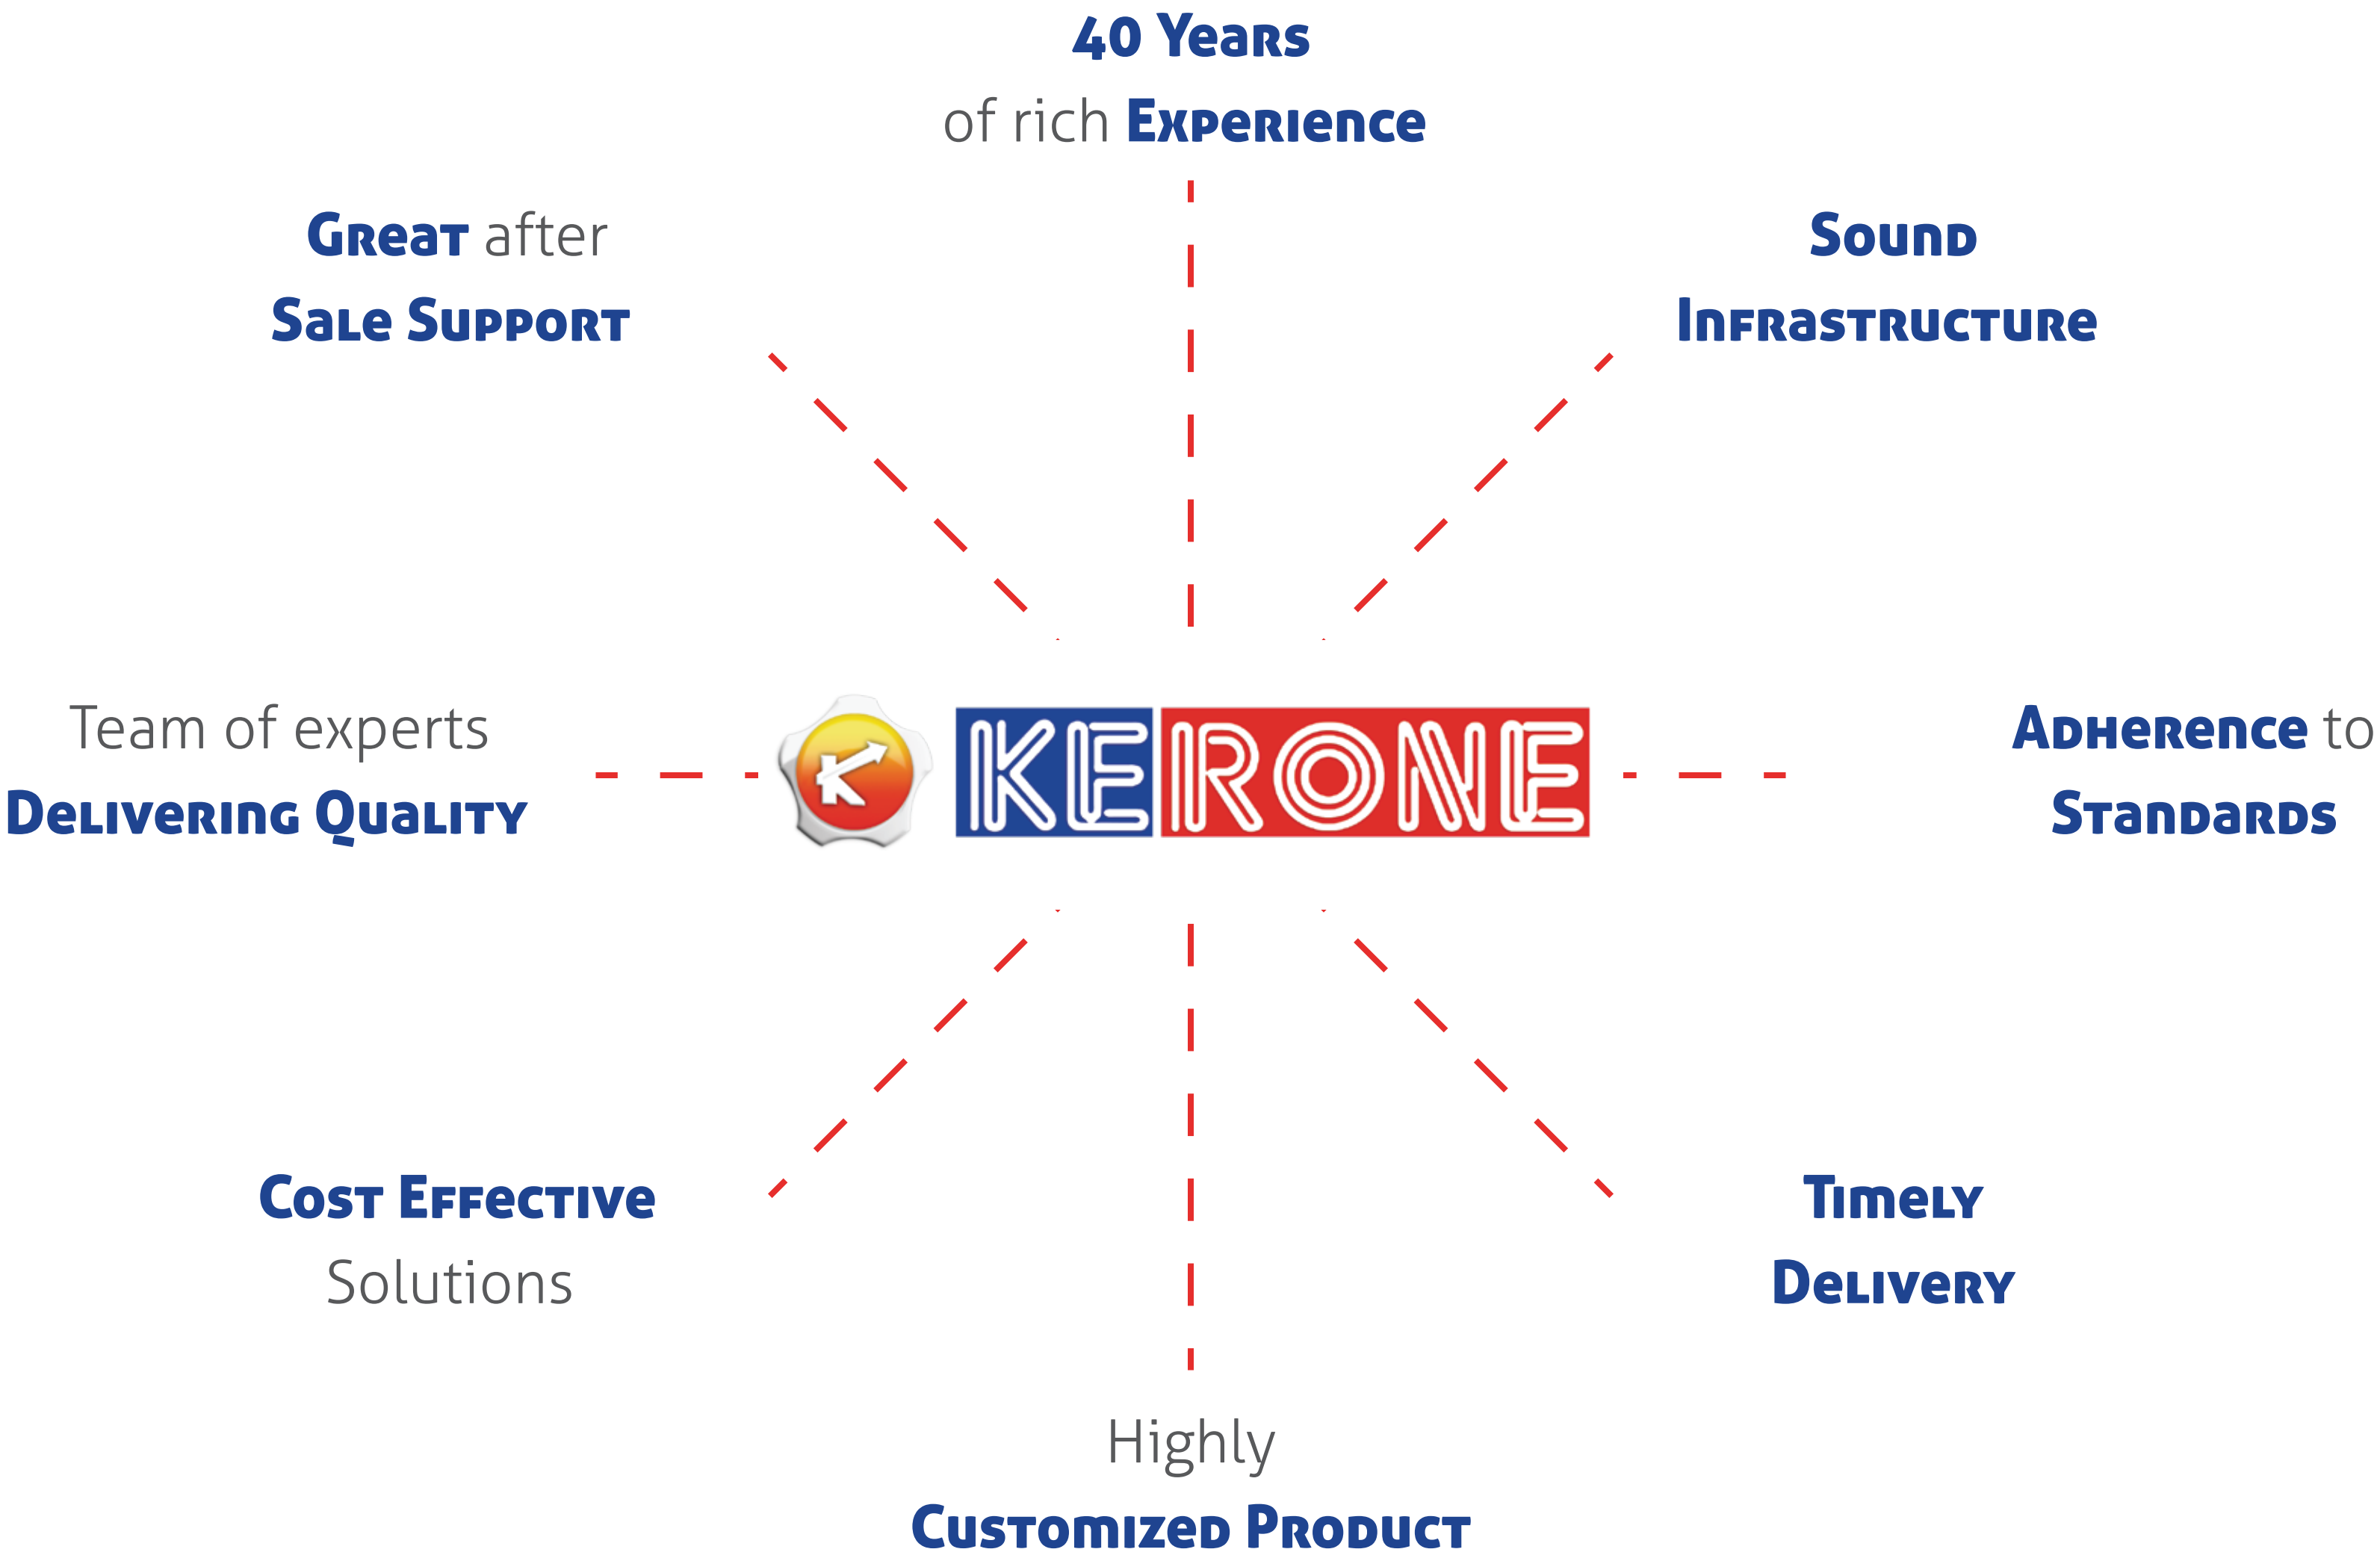 40 Years
of rich Experience
Great after
Sale Support
Sound
Infrastructure
Team of experts
Delivering Quality
K KERONE
Adherence to
Standards
Cost Effective
Solutions
Timely
Delivery
Highly
Customized Product